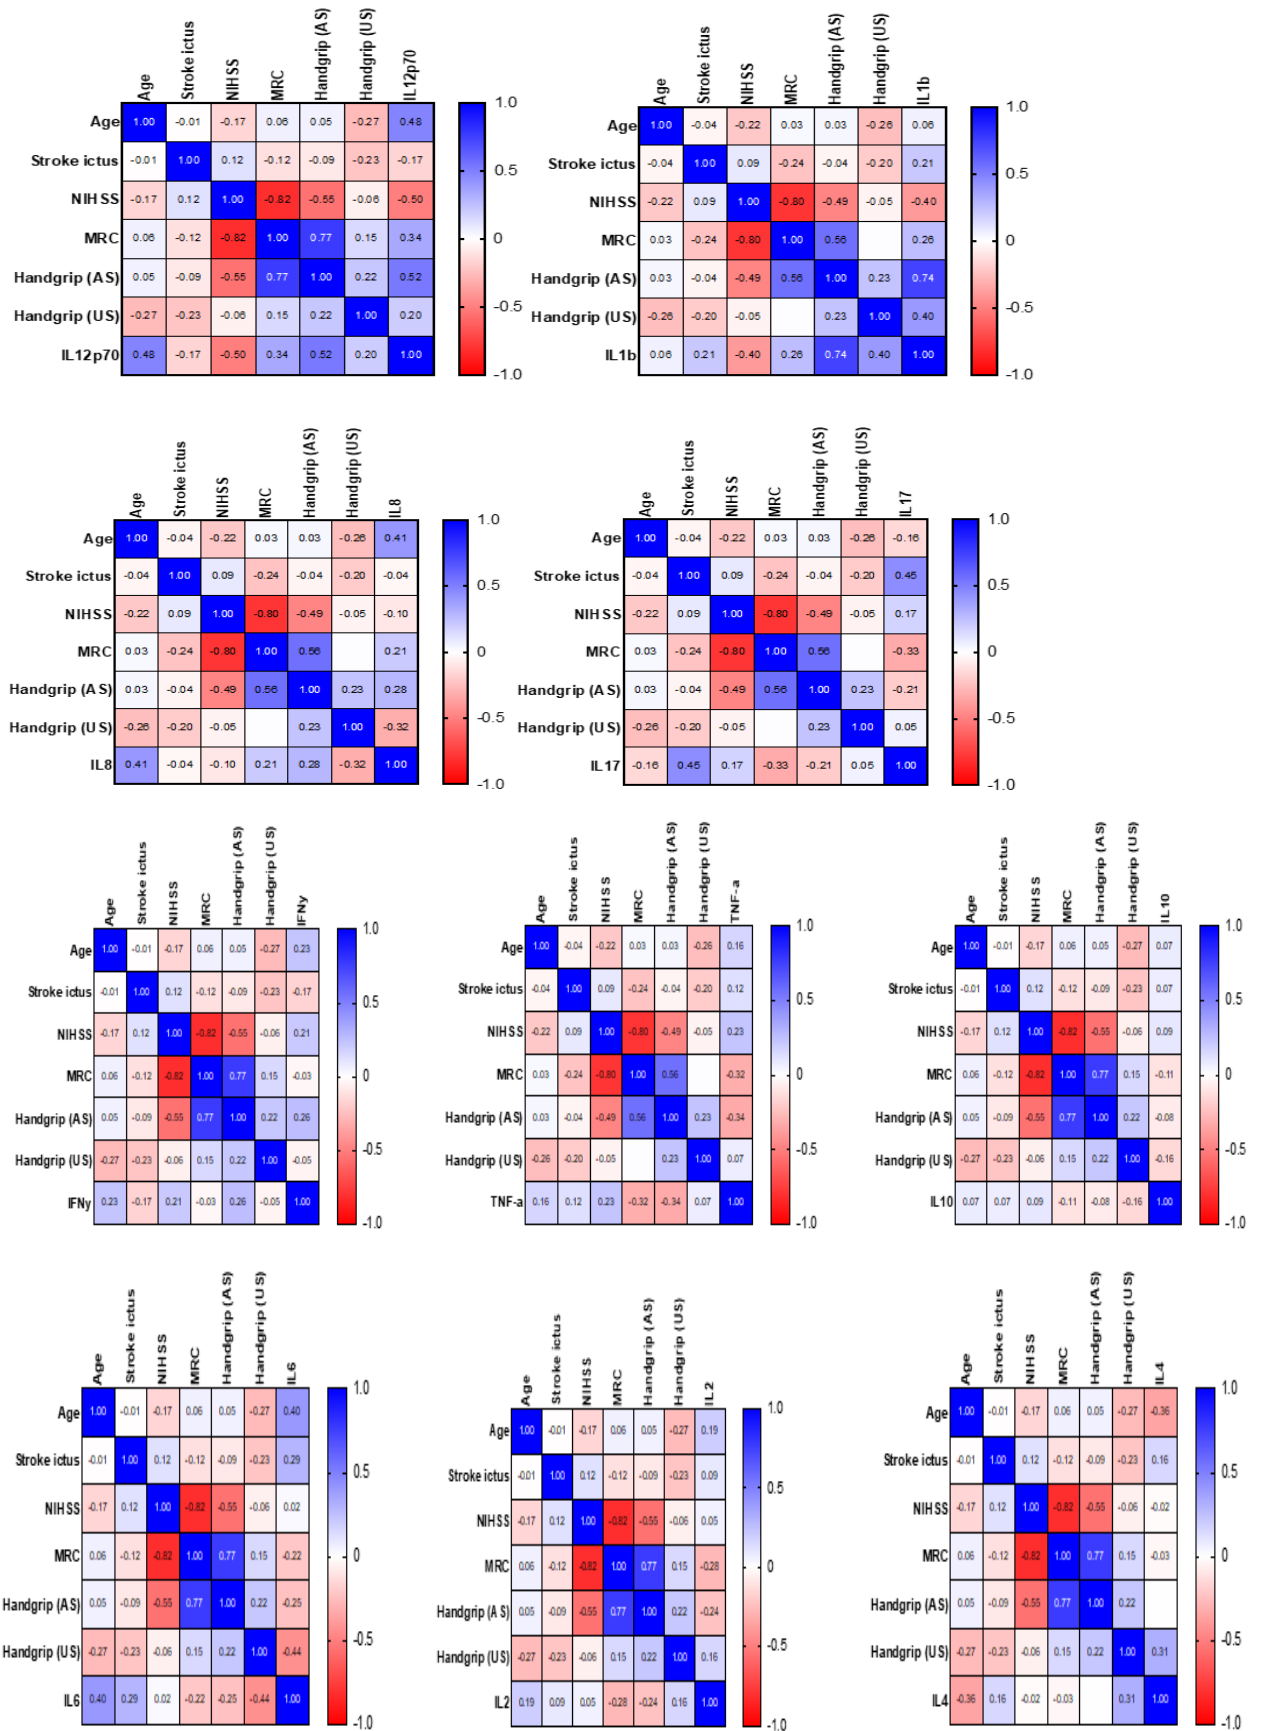 Age Stroke ictus NIHSS MRC Handgrip (AS) Handgrip (US) IL12p70
Age 1.00 -0.01 -0.17 0.06 0.05 -0.27 0.48
Stroke ictus -0.01 1.00 0.12 -0.12 -0.09 -0.23 -0.17
NIHSS -0.17 0.12 1.00 -0.82 -0.55 -0.06 -0.50
MRC 0.06 -0.12 -0.82 1.00 0.77 0.15 0.34
Handgrip (AS) 0.05 -0.09 -0.55 0.77 1.00 0.22 0.52
Handgrip (US) -0.27 -0.23 -0.06 0.15 0.22 1.00 0.20
IL12p70 0.48 -0.17 -0.50 0.34 0.52 0.20 1.00
1.0
0.5
0
-0.5
-1.0
Age Stroke ictus NIHSS MRC Handgrip (AS) Handgrip (US) IL1b
Age 1.00 -0.04 -0.22 0.03 0.03 -0.26 0.06
Stroke ictus -0.04 1.00 0.09 -0.24 -0.04 -0.20 0.21
NIHSS -0.22 0.09 1.00 -0.80 -0.49 -0.05 -0.40
MRC 0.03 -0.24 -0.80 1.00 0.56 0.26
Handgrip (AS) 0.03 -0.04 -0.49 0.56 1.00 0.23 0.74
Handgrip (US) -0.26 -0.20 -0.05 0.23 1.00 0.40
IL1b 0.06 0.21 -0.40 0.26 0.74 0.40 1.00
1.0
0.5
0
-0.5
-1.0
Age Stroke ictus NIHSS MRC Handgrip (AS) Handgrip (US) IL8
Age 1.00 -0.04 -0.22 0.03 0.03 -0.26 0.41
Stroke ictus -0.04 1.00 0.09 -0.24 -0.04 -0.20 -0.04
NIHSS -0.22 0.09 1.00 -0.80 -0.49 -0.05 -0.10
MRC 0.03 -0.24 -0.80 1.00 0.56 0.21
Handgrip (AS) 0.03 -0.04 -0.49 0.56 1.00 0.23 0.28
Handgrip (US) -0.26 -0.20 -0.05 0.23 1.00 -0.32
IL8 0.41 -0.04 -0.10 0.21 0.28 -0.32 1.00
1.0
0.5
0
-0.5
-1.0
Age Stroke ictus NIHSS MRC Handgrip (AS) Handgrip (US) IL17
Age 1.00 -0.04 -0.22 0.03 0.03 -0.26 -0.16
Stroke ictus -0.04 1.00 0.09 -0.24 -0.04 -0.20 0.45
NIHSS -0.22 0.09 1.00 -0.80 -0.49 -0.05 0.17
MRC 0.03 -0.24 -0.80 1.00 0.56 -0.33
Handgrip (AS) 0.03 -0.04 -0.49 0.56 1.00 0.23 -0.21
Handgrip (US) -0.26 -0.20 -0.05 0.23 1.00 0.05
IL17 -0.16 0.45 0.17 -0.33 -0.21 0.05 1.00
1.0
0.5
0
-0.5
-1.0
Age Stroke ictus NIHSS MRC Handgrip (AS) Handgrip (US) IFNy
Age 1.00 -0.01 -0.17 0.06 0.05 -0.27 0.23
Stroke ictus -0.01 1.00 0.12 -0.12 -0.09 -0.23 -0.17
NIHSS -0.17 0.12 1.00 -0.82 -0.55 -0.06 0.21
MRC 0.06 -0.12 -0.82 1.00 0.77 0.15 -0.03
Handgrip (AS) 0.05 -0.09 -0.55 0.77 1.00 0.22 0.26
Handgrip (US) -0.27 -0.23 -0.06 0.15 0.22 1.00 -0.05
IFNy 0.23 -0.17 0.21 -0.03 0.26 -0.05 1.00
1.0
0.5
0
-0.5
-1.0
Age Stroke ictus NIHSS MRC Handgrip (AS) Handgrip (US) TNF-a
Age 1.00 -0.04 -0.22 0.03 0.03 -0.26 0.16
Stroke ictus -0.04 1.00 0.09 -0.24 -0.04 -0.20 0.12
NIHSS -0.22 0.09 1.00 -0.80 -0.49 -0.05 0.23
MRC 0.03 -0.24 -0.80 1.00 0.56 -0.32
Handgrip (AS) 0.03 -0.04 -0.49 0.56 1.00 0.23 -0.34
Handgrip (US) -0.26 -0.20 -0.05 0.23 1.00 0.07
TNF-a 0.16 0.12 0.23 -0.32 -0.34 0.07 1.00
1.0
0.5
0
-0.5
-1.0
Age Stroke ictus NIHSS MRC Handgrip (AS) Handgrip (US) IL10
Age 1.00 -0.01 -0.17 0.06 0.05 -0.27 0.07
Stroke ictus -0.01 1.00 0.12 -0.12 -0.09 -0.23 0.07
NIHSS -0.17 0.12 1.00 -0.82 -0.55 -0.06 0.09
MRC 0.06 -0.12 -0.82 1.00 0.77 0.15 -0.11
Handgrip (AS) 0.05 -0.09 -0.55 0.77 1.00 0.22 -0.08
Handgrip (US) -0.27 -0.23 -0.06 0.15 0.22 1.00 -0.16
IL10 0.07 0.07 0.09 -0.11 -0.08 -0.16 1.00
1.0
0.5
0
-0.5
-1.0
Age Stroke ictus NIHSS MRC Handgrip (AS) Handgrip (US) IL6
Age 1.00 -0.01 -0.17 0.06 0.05 -0.27 0.40
Stroke ictus -0.01 1.00 0.12 -0.12 -0.09 -0.23 0.29
NIHSS -0.17 0.12 1.00 -0.82 -0.55 -0.06 0.02
MRC 0.06 -0.12 -0.82 1.00 0.77 0.15 -0.22
Handgrip (AS) 0.05 -0.09 -0.55 0.77 1.00 0.22 -0.25
Handgrip (US) -0.27 -0.23 -0.06 0.15 0.22 1.00 -0.44
IL6 0.40 0.29 0.02 -0.22 -0.25 -0.44 1.00
1.0
0.5
0
-0.5
-1.0
Age Stroke ictus NIHSS MRC Handgrip (AS) Handgrip (US) IL2
Age 1.00 -0.01 -0.17 0.06 0.05 -0.27 0.19
Stroke ictus -0.01 1.00 0.12 -0.12 -0.09 -0.23 0.09
NIHSS -0.17 0.12 1.00 -0.82 -0.55 -0.06 0.05
MRC 0.06 -0.12 -0.82 1.00 0.77 0.15 -0.28
Handgrip (AS) 0.05 -0.09 -0.55 0.77 1.00 0.22 -0.24
Handgrip (US) -0.27 -0.23 -0.06 0.15 0.22 1.00 0.16
IL2 0.19 0.09 0.05 -0.28 -0.24 0.16 1.00
1.0
0.5
0
-0.5
-1.0
Age Stroke ictus NIHSS MRC Handgrip (AS) Handgrip (US) IL4
Age 1.00 -0.01 -0.17 0.06 0.05 -0.27 -0.36
Stroke ictus -0.01 1.00 0.12 -0.12 -0.09 -0.23 0.16
NIHSS -0.17 0.12 1.00 -0.82 -0.55 -0.06 -0.02
MRC 0.06 -0.12 -0.82 1.00 0.77 0.15 -0.03
Handgrip (AS) 0.05 -0.09 -0.55 0.77 1.00 0.22
Handgrip (US) -0.27 -0.23 -0.06 0.15 0.22 1.00 0.31
IL4 -0.36 0.16 -0.02 -0.03 0.31 1.00
1.0
0.5
0
-0.5
-1.0